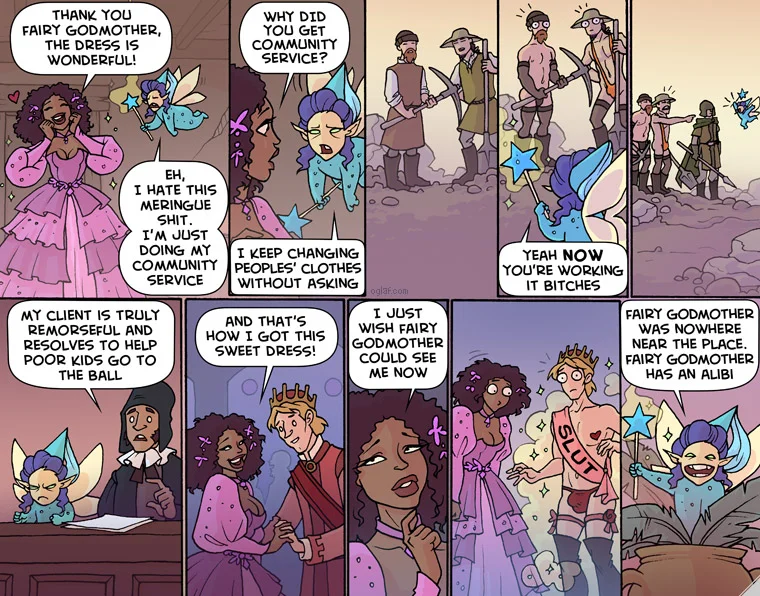 THANK YOU
FAIRY GODMOTHER,
THE DRESS IS
WONDERFUL!
EH,
I HATE THIS
MERINGUE
SHIT.
I'M JUST
DOING MY
COMMUNITY
SERVICE
WHY DID
YOU GET
COMMUNITY
SERVICE?
I KEEP CHANGING
PEOPLES' CLOTHES
WITHOUT ASKING
oglaf.com
YEAH NOW
YOU'RE WORKING
IT BITCHES
MY CLIENT IS TRULY
REMORSEFUL AND
RESOLVES TO HELP
POOR KIDS GO TO
THE BALL
AND THAT'S
HOW I GOT THIS
SWEET DRESS!
I JUST
WISH FAIRY
GODMOTHER
COULD SEE
ME NOW
SLUT
FAIRY GODMOTHER
WAS NOWHERE
NEAR THE PLACE.
FAIRY GODMOTHER
HAS AN ALIBI